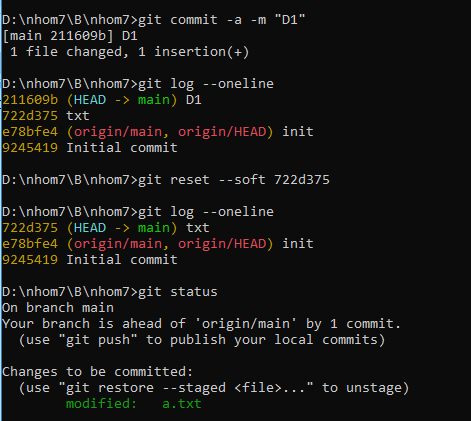 D:\nhom7\B\nhom7>git commit -a -m "D1"
[main 211609b] D1
 1 file changed, 1 insertion(+)
D:\nhom7\B\nhom7>git log --oneline
211609b (HEAD -> main) D1
722d375 txt
e78bfe4 (origin/main, origin/HEAD) init
9245419 Initial commit
D:\nhom7\B\nhom7>git reset --soft 722d375
D:\nhom7\B\nhom7>git log --oneline
722d375 (HEAD -> main) txt
e78bfe4 (origin/main, origin/HEAD) init
9245419 Initial commit
D:\nhom7\B\nhom7>git status
On branch main
Your branch is ahead of 'origin/main' by 1 commit.
  (use "git push" to publish your local commits)
Changes to be committed:
  (use "git restore --staged <file>..." to unstage)
        modified:   a.txt